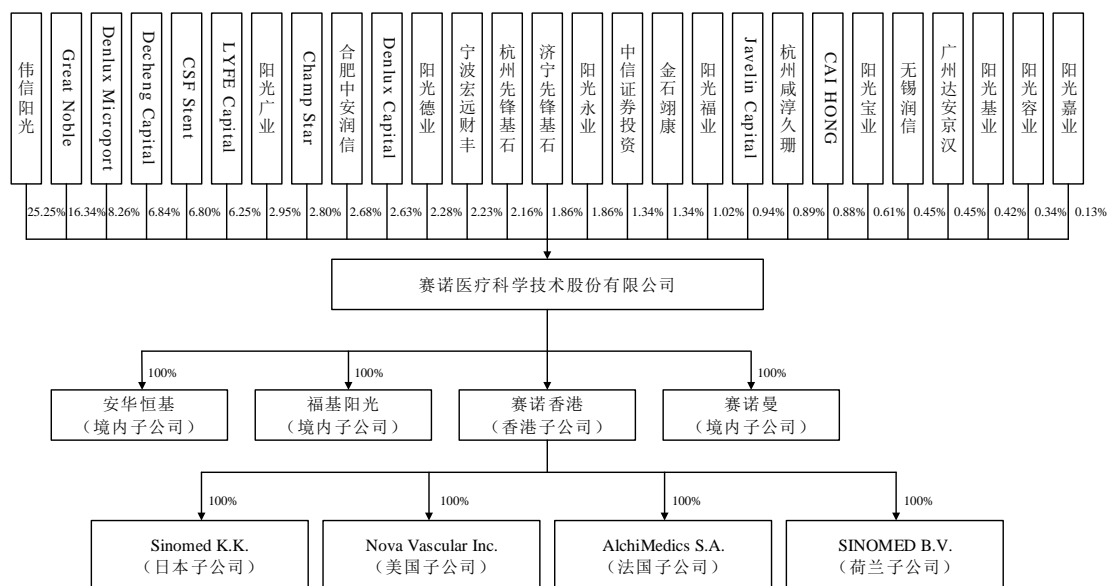 伟信阳光
Great Noble
Denlux Microport
Decheng Capital
CSF Stent
LYFE Capital
阳光广业
Champ Star
合肥中安润信
Denlux Capital
阳光德业
宁波宏远财丰
杭州先锋基石
济宁先锋基石
阳光永业
中信证券投资
金石翊康
阳光福业
Javelin Capital
杭州咸淳久珊
CAI HONG
阳光宝业
无锡润信
广州达安京汉
阳光基业
阳光容业
阳光嘉业
25.25% 16.34% 8.26% 6.84% 6.80% 6.25% 2.95% 2.80% 2.68% 2.63% 2.28% 2.23% 2.16% 1.86% 1.86% 1.34% 1.34% 1.02% 0.94% 0.89% 0.88% 0.61% 0.45% 0.45% 0.42% 0.34% 0.13%
赛诺医疗科学技术股份有限公司
100% 100% 100% 100%
安华恒基
（境内子公司）
福基阳光
（境内子公司）
赛诺香港
（香港子公司）
赛诺曼
（境内子公司）
100% 100% 100% 100%
Sinomed K.K.
（日本子公司）
Nova Vascular Inc.
（美国子公司）
AlchiMedics S.A.
（法国子公司）
SINOMED B.V.
（荷兰子公司）